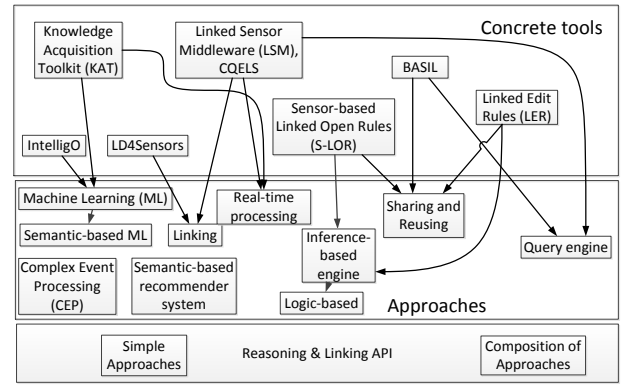 Concrete tools
Knowledge
Acquisition
Toolkit (KAT)
Linked Sensor
Middleware (LSM),
CQELS
BASIL
Sensor-based
Linked Open Rules
(S-LOR)
Linked Edit
Rules (LER)
IntelligO
LD4Sensors
Machine Learning (ML)
Real-time
processing
Sharing and
Reusing
Semantic-based ML
Linking
Inference-
based
engine
Query engine
Complex Event
Processing
(CEP)
Semantic-based
recommender
system
Logic-based
Approaches
Simple
Approaches
Reasoning & Linking API
Composition of
Approaches